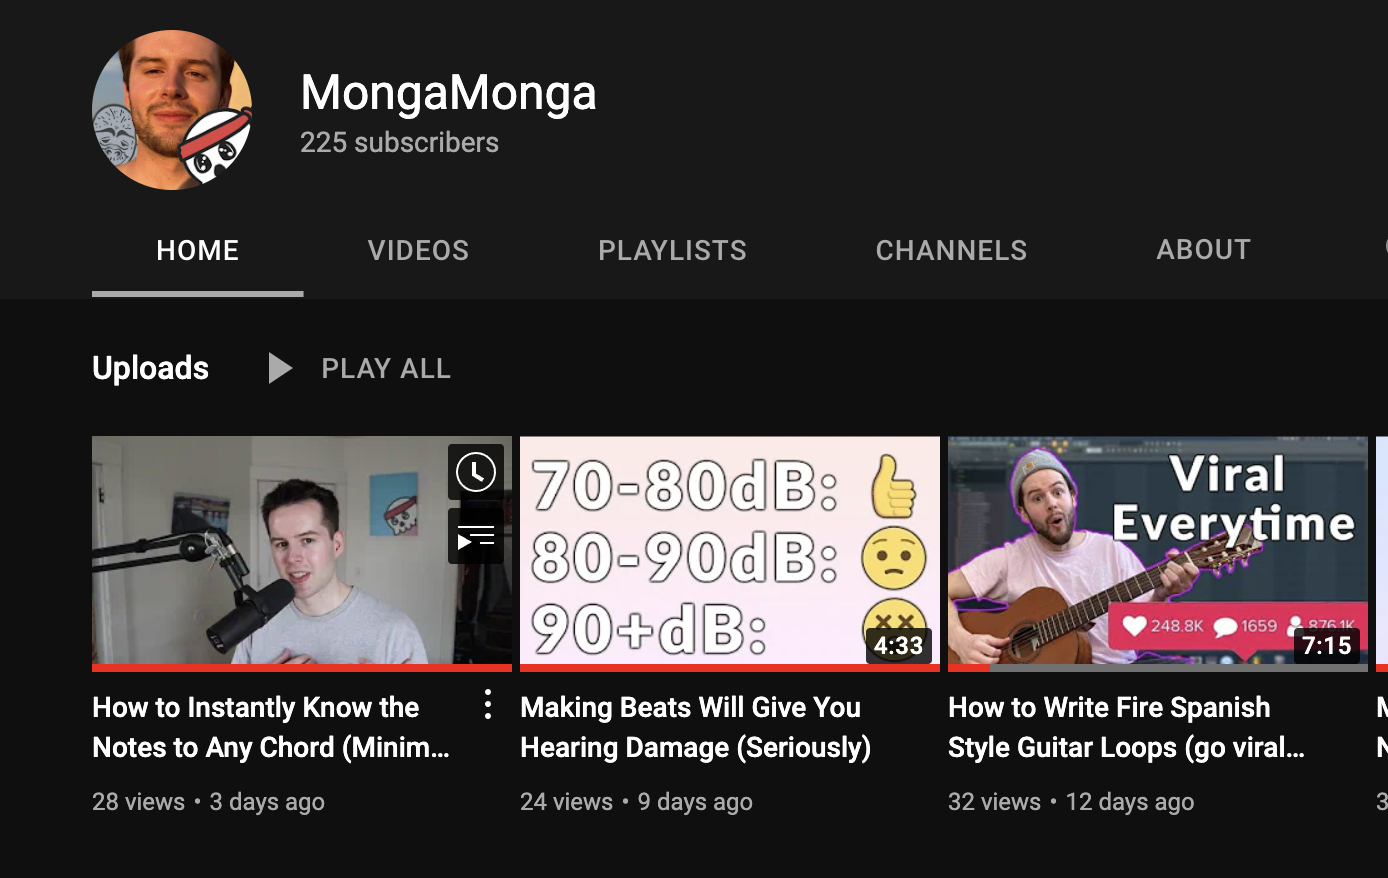 MongaMonga
225 subscribers
HOME VIDEOS PLAYLISTS CHANNELS ABOUT
Uploads PLAY ALL
70-80dB:
80-90dB:
90+dB:
4:33
Viral
Everytime
248.8K 1659 876.1K
7:15
How to Instantly Know the
Notes to Any Chord (Minim...
28 views • 3 days ago
Making Beats Will Give You
Hearing Damage (Seriously)
24 views • 9 days ago
How to Write Fire Spanish
Style Guitar Loops (go viral...
32 views • 12 days ago